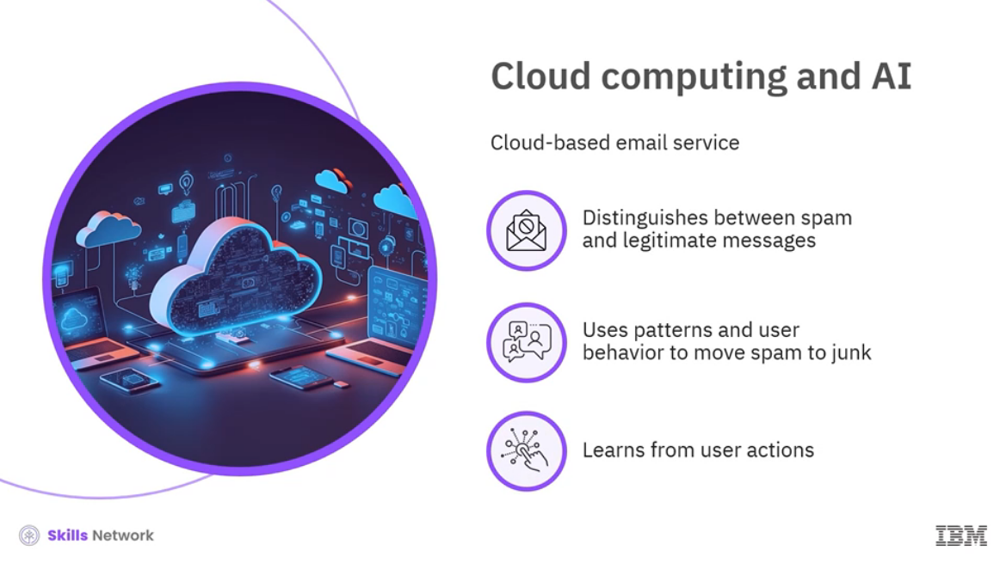 Cloud computing and AI
Cloud-based email service
Distinguishes between spam
and legitimate messages
Uses patterns and user
behavior to move spam to junk
Learns from user actions
Skills Network
IBM